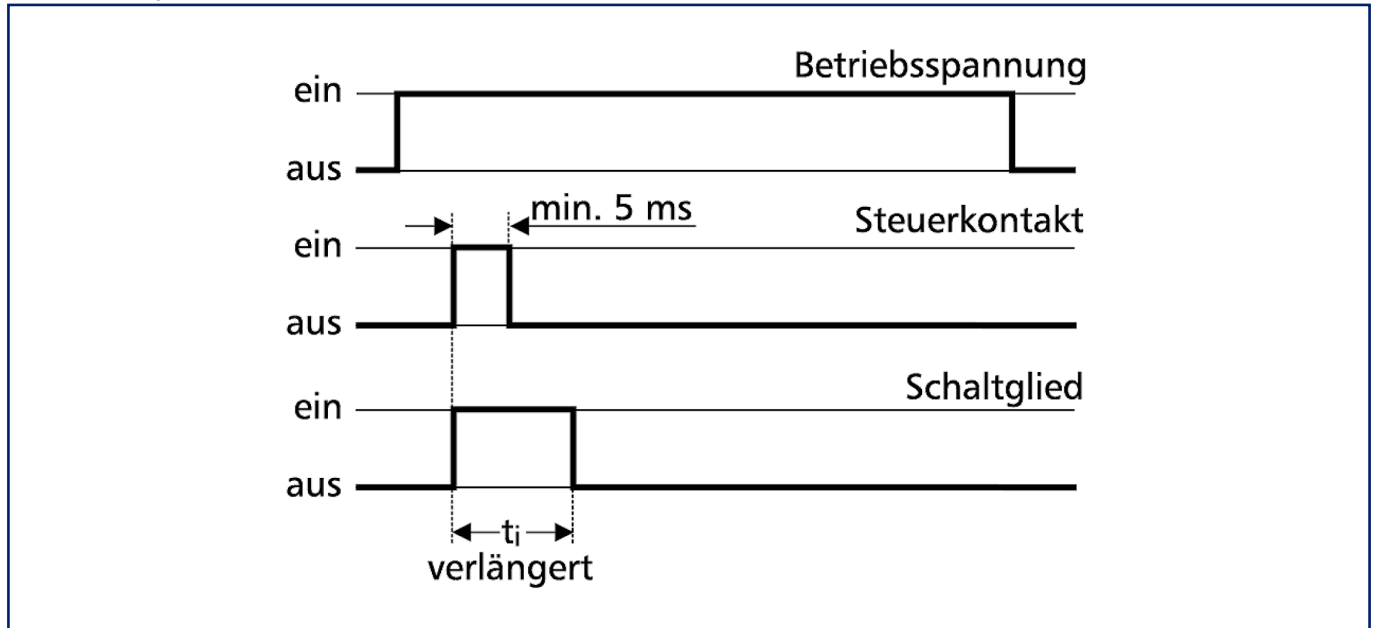 Betriebsspannung
ein
aus
min. 5 ms
Steuerkontakt
ein
aus
Schaltglied
ein
aus
ti
verlängert